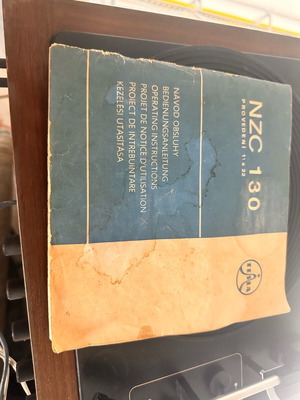 NZC 130
PROVEDENÍ 11 a 22
NÁVOD OBSLUHY
BEDIENUNGSANLEITUNG
OPERATING INSTRUCTIONS
PROJET DE NOTICE D'UTILISATION
PROIECT DE INTREBUINTARE
KEZELÉSI UTASÍTÁSA
TESLA